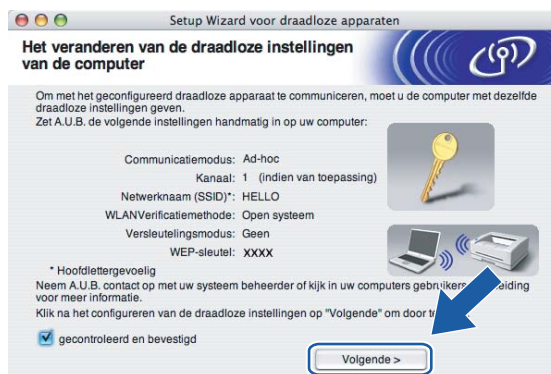 Setup Wizard voor draadloze apparaten
Het veranderen van de draadloze instellingen
van de computer
Om met het geconfigureerd draadloze apparaat te communiceren, moet u de computer met dezelfde
draadloze instellingen geven.
Zet A.U.B. de volgende instellingen handmatig in op uw computer:
Communicatiemodus: Ad-hoc
Kanaal: 1 (indien van toepassing)
Netwerknaam (SSID)*: HELLO
WLANVerificatiemethode: Open systeem
Versleutelingsmodus: Geen
WEP-sleutel: XXXX
* Hoofdlettergevoelig
Neem A.U.B. contact op met uw systeem beheerder of kijk in uw computers
voor meer informatie.
Klik na het configureren van de draadloze instellingen op "Volgende" om door
gecontroleerd en bevestigd
Volgende >